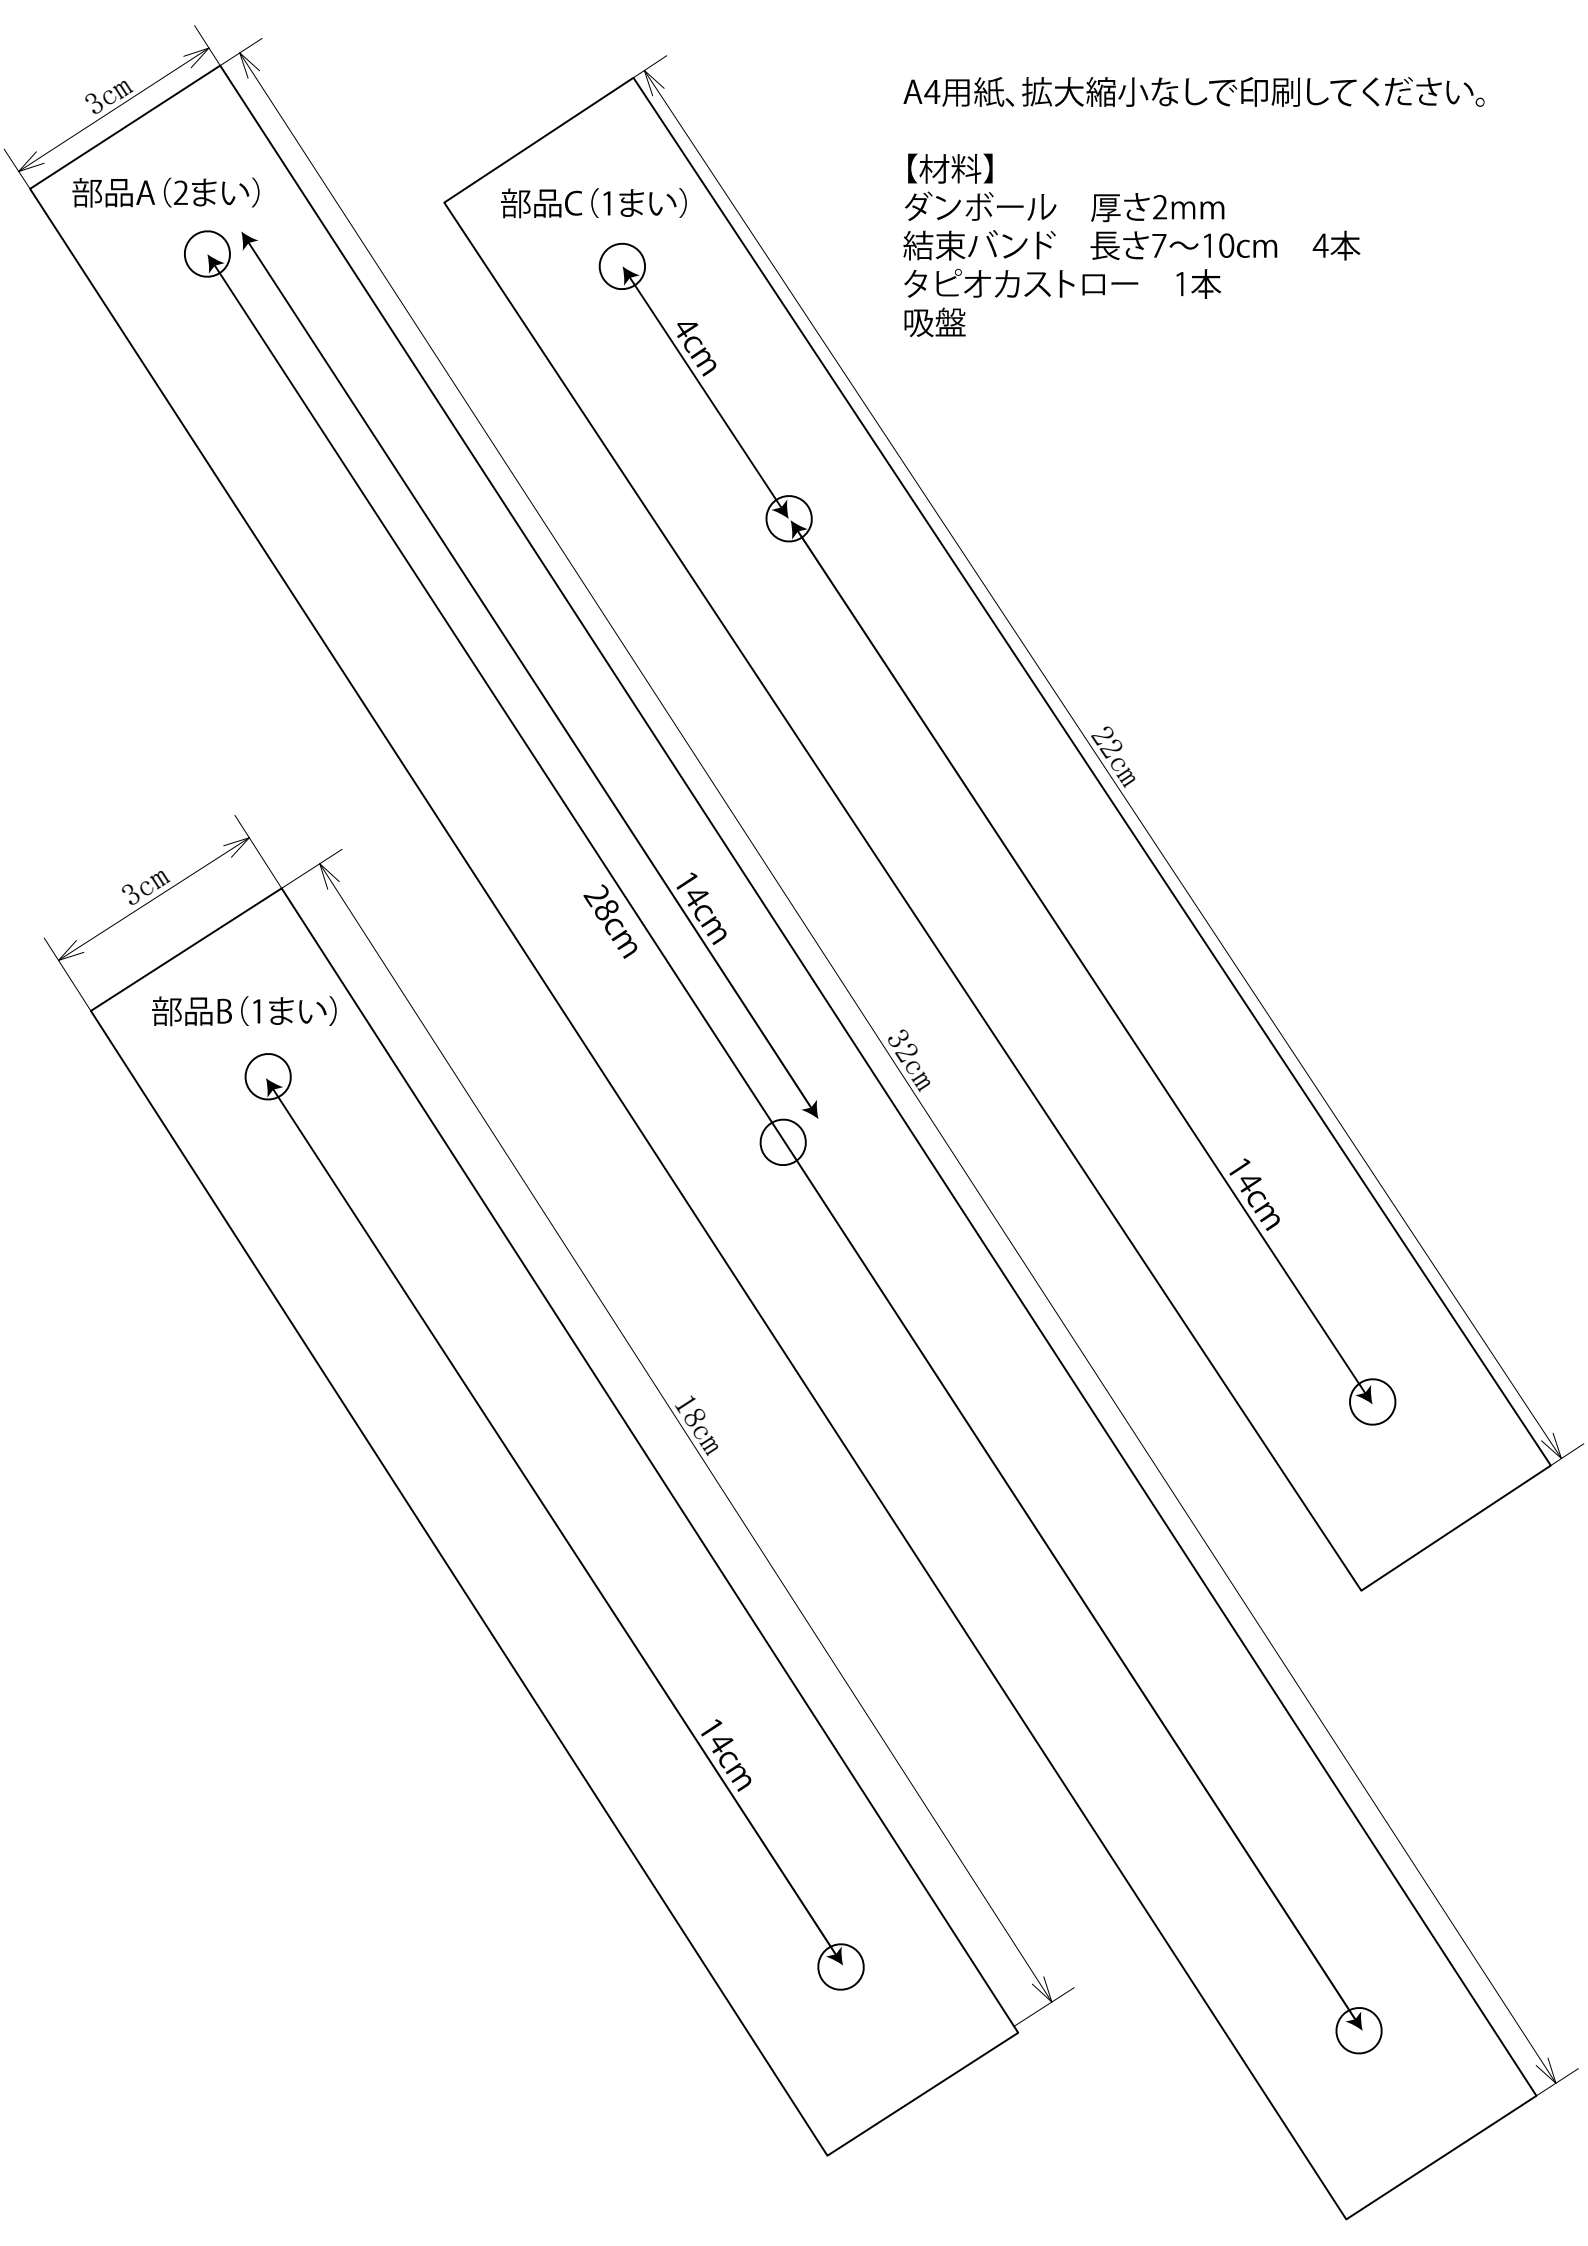 A4用紙、拡大縮小なしで印刷してください。
【材料】
ダンボール　厚さ2mm
結束バンド　長さ7～10cm　4本
タピオカストロー　1本
吸盤
3cm
部品A（2まい）
部品C（1まい）
4cm
22cm
14cm
28cm
32cm
14cm
3cm
部品B（1まい）
18cm
14cm